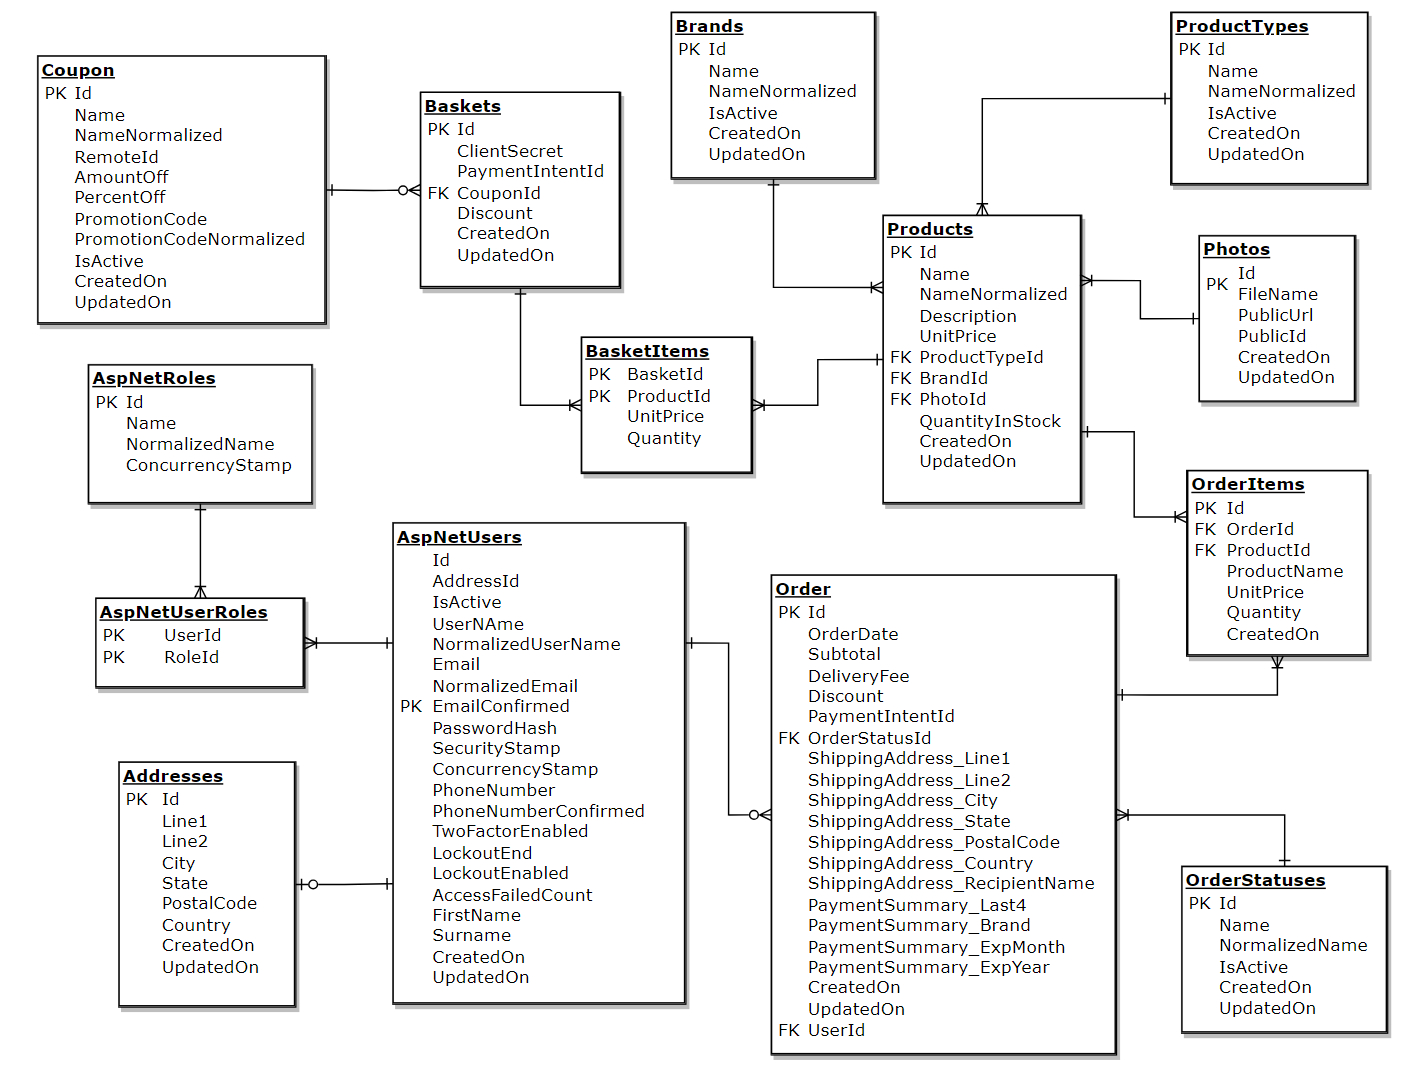 Coupon
PK Id
Name
NameNormalized
RemoteId
AmountOff
PercentOff
PromotionCode
PromotionCodeNormalized
IsActive
CreatedOn
UpdatedOn
Baskets
PK Id
ClientSecret
PaymentIntentId
FK CouponId
Discount
CreatedOn
UpdatedOn
Brands
PK Id
Name
NameNormalized
IsActive
CreatedOn
UpdatedOn
ProductTypes
PK Id
Name
NameNormalized
IsActive
CreatedOn
UpdatedOn
Products
PK Id
Name
NameNormalized
Description
UnitPrice
FK ProductTypeId
FK BrandId
FK PhotoId
QuantityInStock
CreatedOn
UpdatedOn
Photos
Id
PK
FileName
PublicUrl
PublicId
CreatedOn
UpdatedOn
BasketItems
PK BasketId
PK ProductId
UnitPrice
Quantity
AspNetRoles
PK Id
Name
NormalizedName
ConcurrencyStamp
OrderItems
PK Id
FK OrderId
FK ProductId
ProductName
UnitPrice
Quantity
CreatedOn
AspNetUserRoles
PK UserId
PK RoleId
AspNetUsers
Id
AddressId
IsActive
UserNAme
NormalizedUserName
Email
NormalizedEmail
PK EmailConfirmed
PasswordHash
SecurityStamp
ConcurrencyStamp
PhoneNumber
PhoneNumberConfirmed
TwoFactorEnabled
LockoutEnd
LockoutEnabled
AccessFailedCount
FirstName
Surname
CreatedOn
UpdatedOn
Order
PK Id
OrderDate
Subtotal
DeliveryFee
Discount
PaymentIntentId
FK OrderStatusId
ShippingAddress_Line1
ShippingAddress_Line2
ShippingAddress_City
ShippingAddress_State
ShippingAddress_PostalCode
ShippingAddress_Country
ShippingAddress_RecipientName
PaymentSummary_Last4
PaymentSummary_Brand
PaymentSummary_ExpMonth
PaymentSummary_ExpYear
CreatedOn
UpdatedOn
FK UserId
Addresses
PK Id
Line1
Line2
City
State
PostalCode
Country
CreatedOn
UpdatedOn
OrderStatuses
PK Id
Name
NormalizedName
IsActive
CreatedOn
UpdatedOn